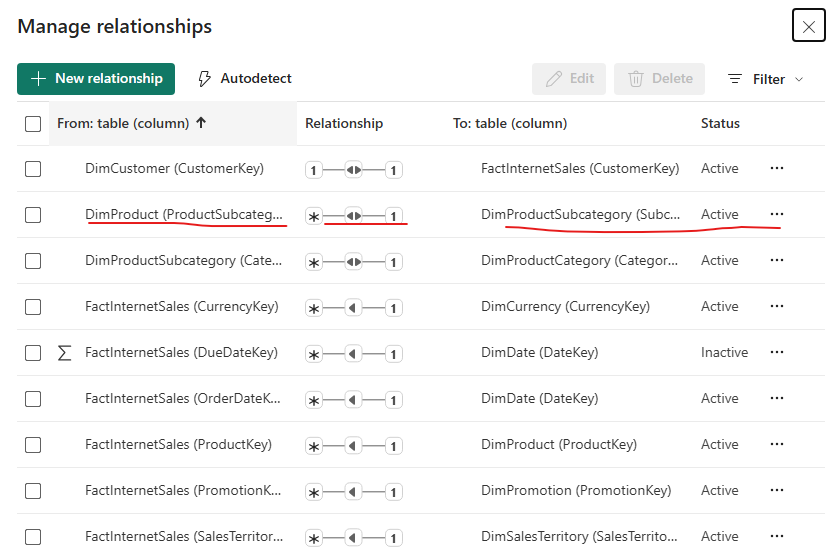 Manage relationships
New relationship Autodetect Edit Delete Filter
From: table (column) Relationship To: table (column) Status
DimCustomer (CustomerKey) 1 1 FactInternetSales (CustomerKey) Active ...
DimProduct (ProductSubcateg... * 1 DimProductSubcategory (Subc... Active ...
DimProductSubcategory (Cate... * 1 DimProductCategory (Categor... Active ...
FactInternetSales (CurrencyKey) * 1 DimCurrency (CurrencyKey) Active ...
Σ FactInternetSales (DueDateKey) * 1 DimDate (DateKey) Inactive ...
FactInternetSales (OrderDateK... * 1 DimDate (DateKey) Active ...
FactInternetSales (ProductKey) * 1 DimProduct (ProductKey) Active ...
FactInternetSales (PromotionK... * 1 DimPromotion (PromotionKey) Active ...
FactInternetSales (SalesTerritor... * 1 DimSalesTerritory (SalesTerrito... Active ...